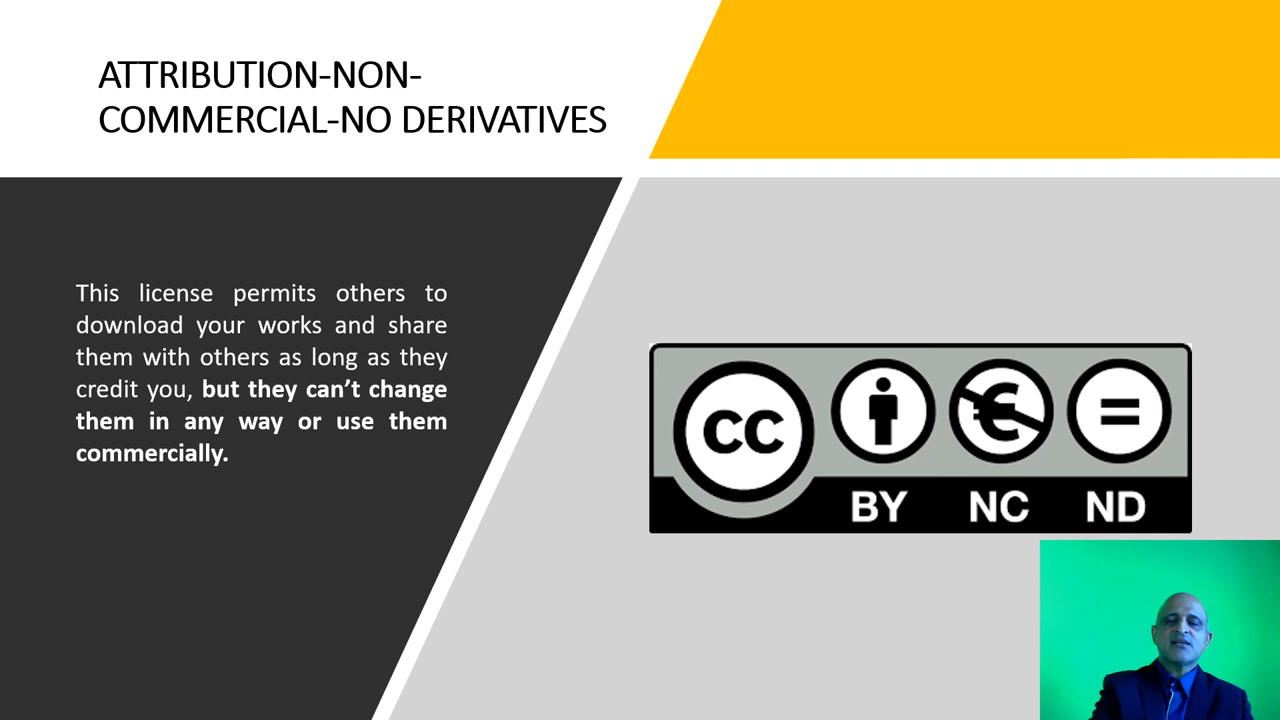 ATTRIBUTION-NON-
COMMERCIAL-NO DERIVATIVES
This license permits others to
download your works and share
them with others as long as they
credit you, but they can’t change
them in any way or use them
commercially.
cc
€
=
BY NC ND